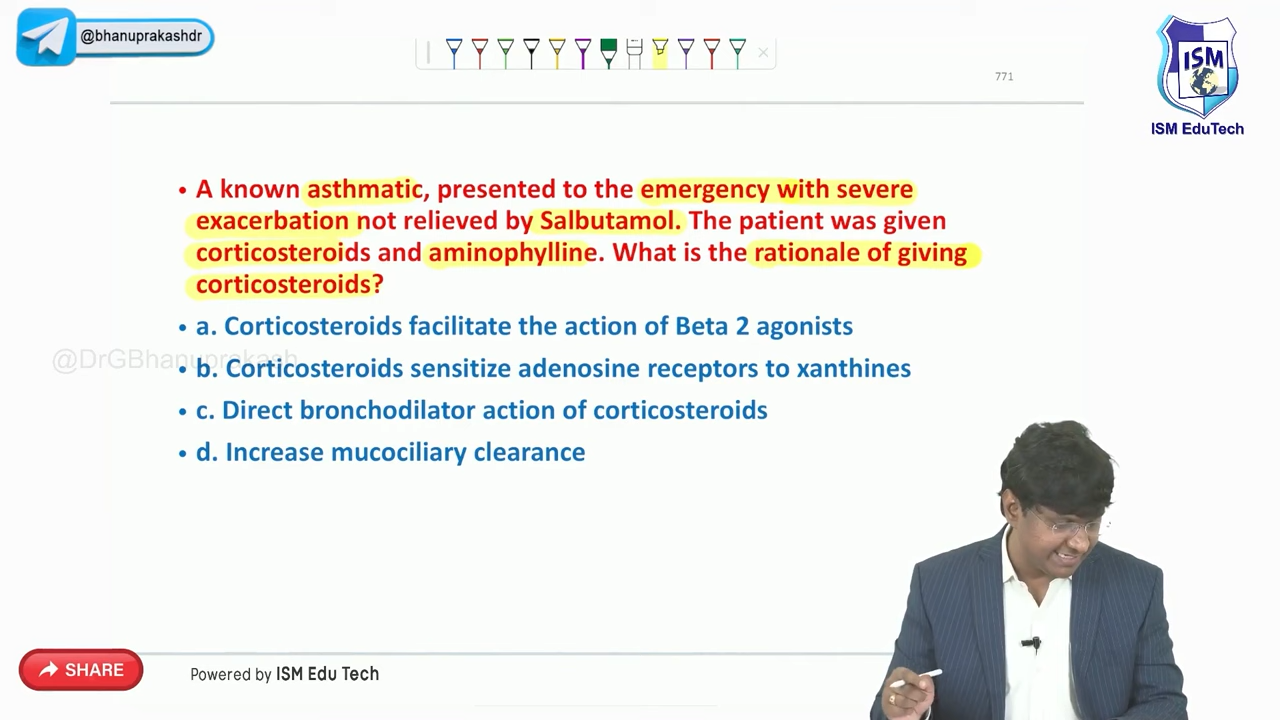 @bhanuprakashdr
771
ISM
ISM EduTech
• A known asthmatic, presented to the emergency with severe
exacerbation not relieved by Salbutamol. The patient was given
corticosteroids and aminophylline. What is the rationale of giving
corticosteroids?
• a. Corticosteroids facilitate the action of Beta 2 agonists
@DrGBhanuprakash
• b. Corticosteroids sensitize adenosine receptors to xanthines
• c. Direct bronchodilator action of corticosteroids
• d. Increase mucociliary clearance
SHARE
Powered by ISM Edu Tech